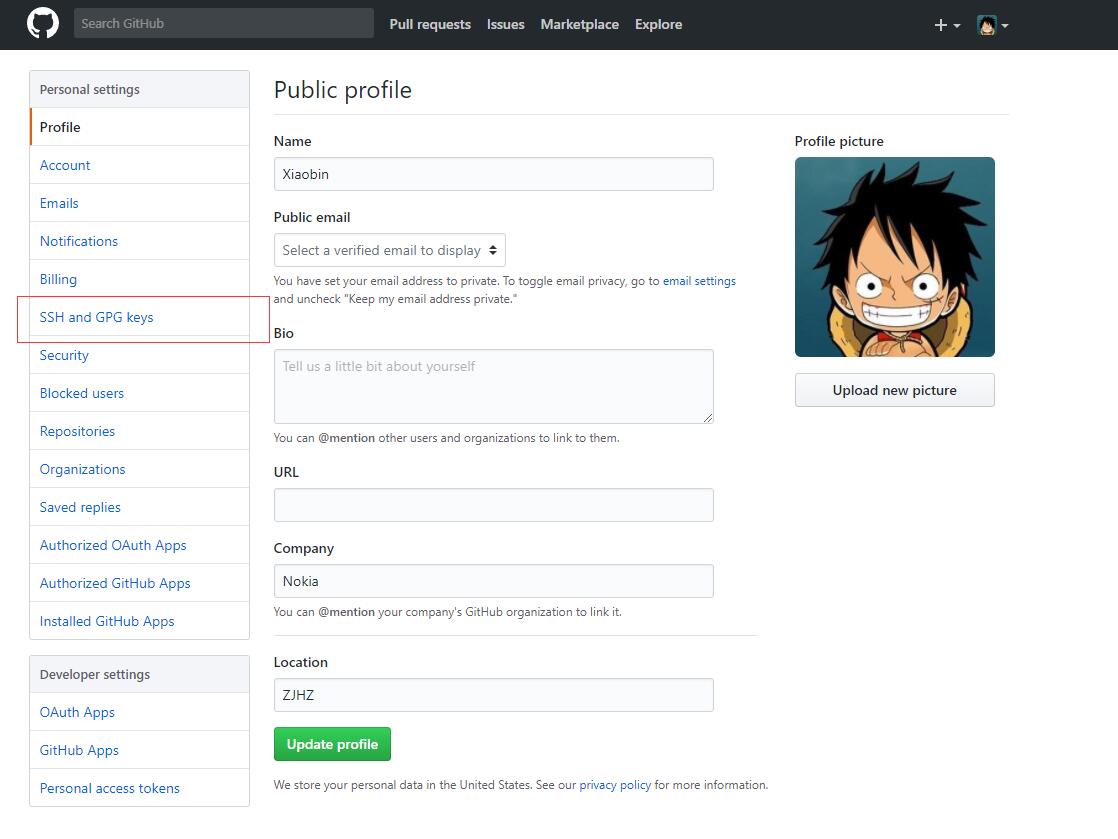 Search GitHub
Pull requests
Issues
Marketplace
Explore
Personal settings
Profile
Account
Emails
Notifications
Billing
SSH and GPG keys
Security
Blocked users
Repositories
Organizations
Saved replies
Authorized OAuth Apps
Authorized GitHub Apps
Installed GitHub Apps
Developer settings
OAuth Apps
GitHub Apps
Personal access tokens
Public profile
Name
Xiaobin
Public email
Select a verified email to display
You have set your email address to private. To toggle email privacy, go to email settings
and uncheck "Keep my email address private."
Bio
Tell us a little bit about yourself
You can @mention other users and organizations to link to them.
URL
Company
Nokia
You can @mention your company's GitHub organization to link it.
Location
ZJHZ
Update profile
We store your personal data in the United States. See our privacy policy for more information.
Profile picture
Upload new picture